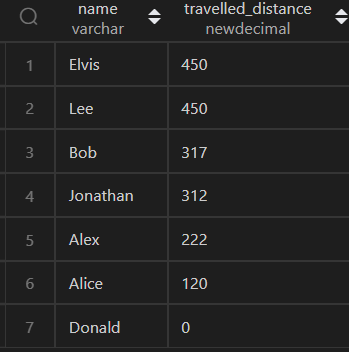 name travelled_distance
varchar newdecimal
1 Elvis 450
2 Lee 450
3 Bob 317
4 Jonathan 312
5 Alex 222
6 Alice 120
7 Donald 0